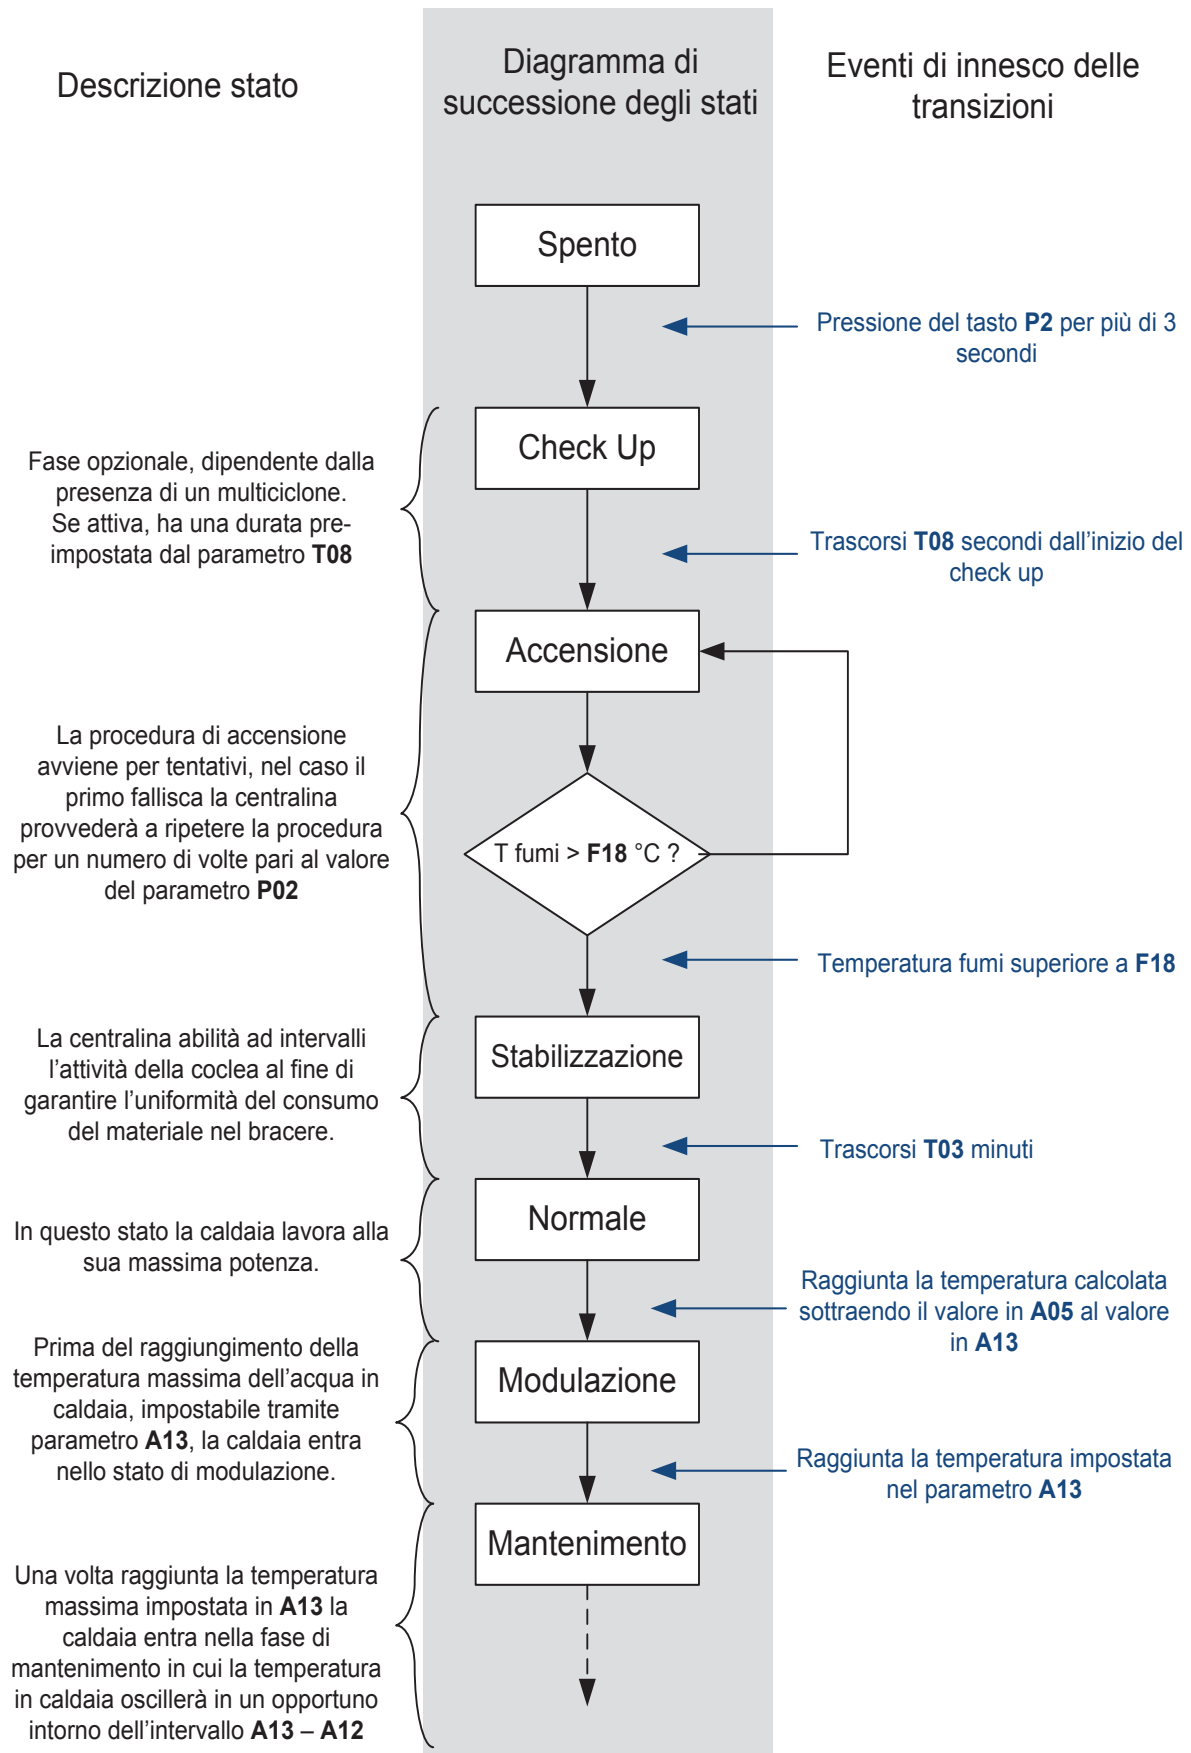 Descrizione stato
Diagramma di
successione degli stati
Eventi di innesco delle
transizioni
Spento
Pressione del tasto P2 per più di 3
secondi
Check Up
Fase opzionale, dipendente dalla
presenza di un multiciclone.
Se attiva, ha una durata pre-
impostata dal parametro T08
Trascorsi T08 secondi dall’inizio del
check up
Accensione
La procedura di accensione
avviene per tentativi, nel caso il
primo fallisca la centralina
provvederà a ripetere la procedura
per un numero di volte pari al valore
del parametro P02
T fumi > F18 °C ?
Temperatura fumi superiore a F18
Stabilizzazione
La centralina abilità ad intervalli
l’attività della coclea al fine di
garantire l’uniformità del consumo
del materiale nel bracere.
Trascorsi T03 minuti
Normale
In questo stato la caldaia lavora alla
sua massima potenza.
Raggiunta la temperatura calcolata
sottraendo il valore in A05 al valore
in A13
Modulazione
Prima del raggiungimento della
temperatura massima dell’acqua in
caldaia, impostabile tramite
parametro A13, la caldaia entra
nello stato di modulazione.
Raggiunta la temperatura impostata
nel parametro A13
Mantenimento
Una volta raggiunta la temperatura
massima impostata in A13 la
caldaia entra nella fase di
mantenimento in cui la temperatura
in caldaia oscillerà in un opportuno
intorno dell’intervallo A13 – A12